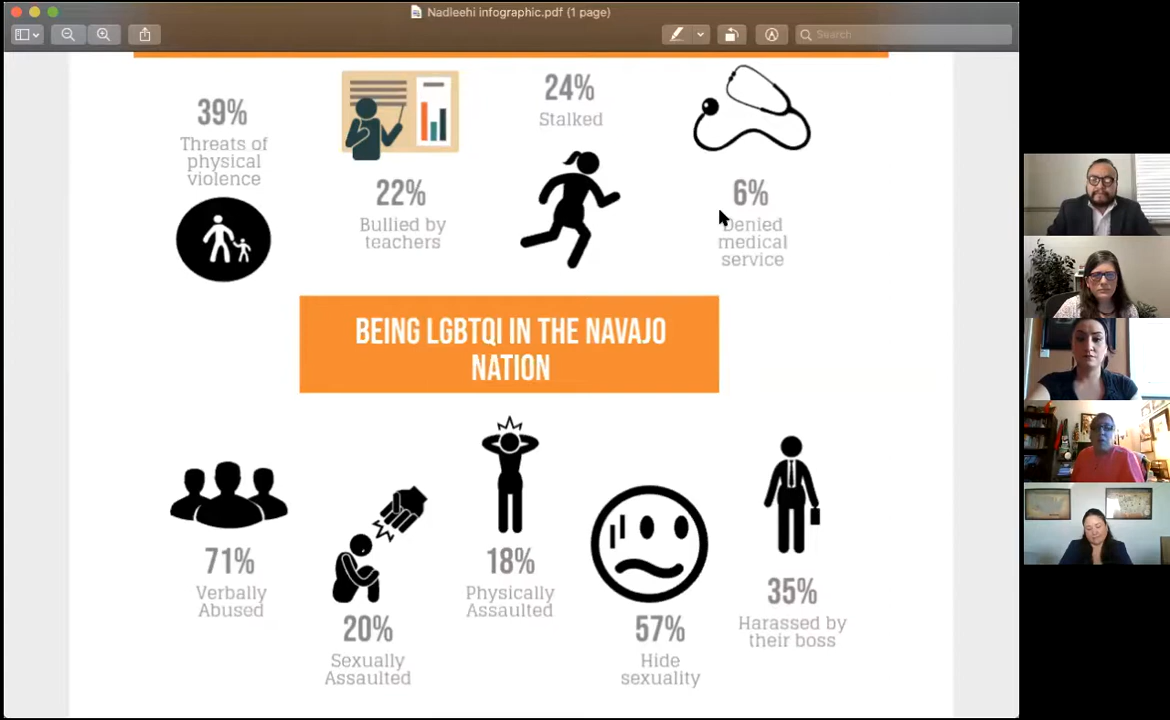 Nadleehi infographic.pdf (1 page)
Search
39%
Threats of
physical
violence
22%
Bullied by
teachers
24%
Stalked
6%
Denied
medical
service
BEING LGBTQI IN THE NAVAJO
NATION
71%
Verbally
Abused
20%
Sexually
Assaulted
18%
Physically
Assaulted
57%
Hide
sexuality
35%
Harassed by
their boss